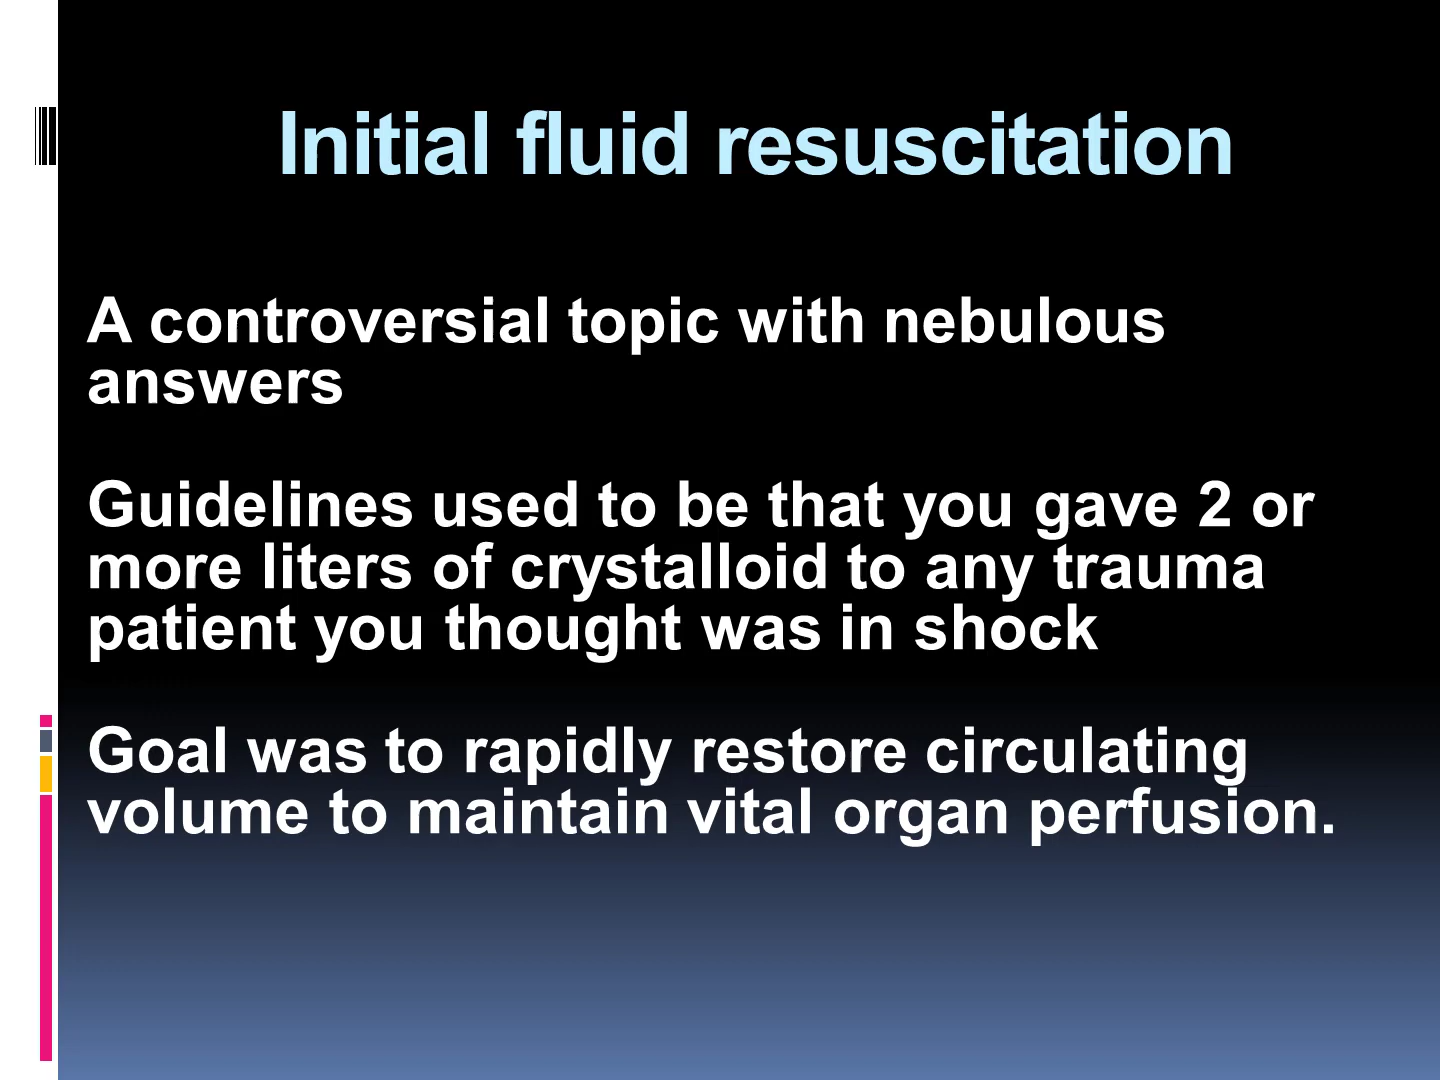 Initial fluid resuscitation
A controversial topic with nebulous
answers
Guidelines used to be that you gave 2 or
more liters of crystalloid to any trauma
patient you thought was in shock
Goal was to rapidly restore circulating
volume to maintain vital organ perfusion.